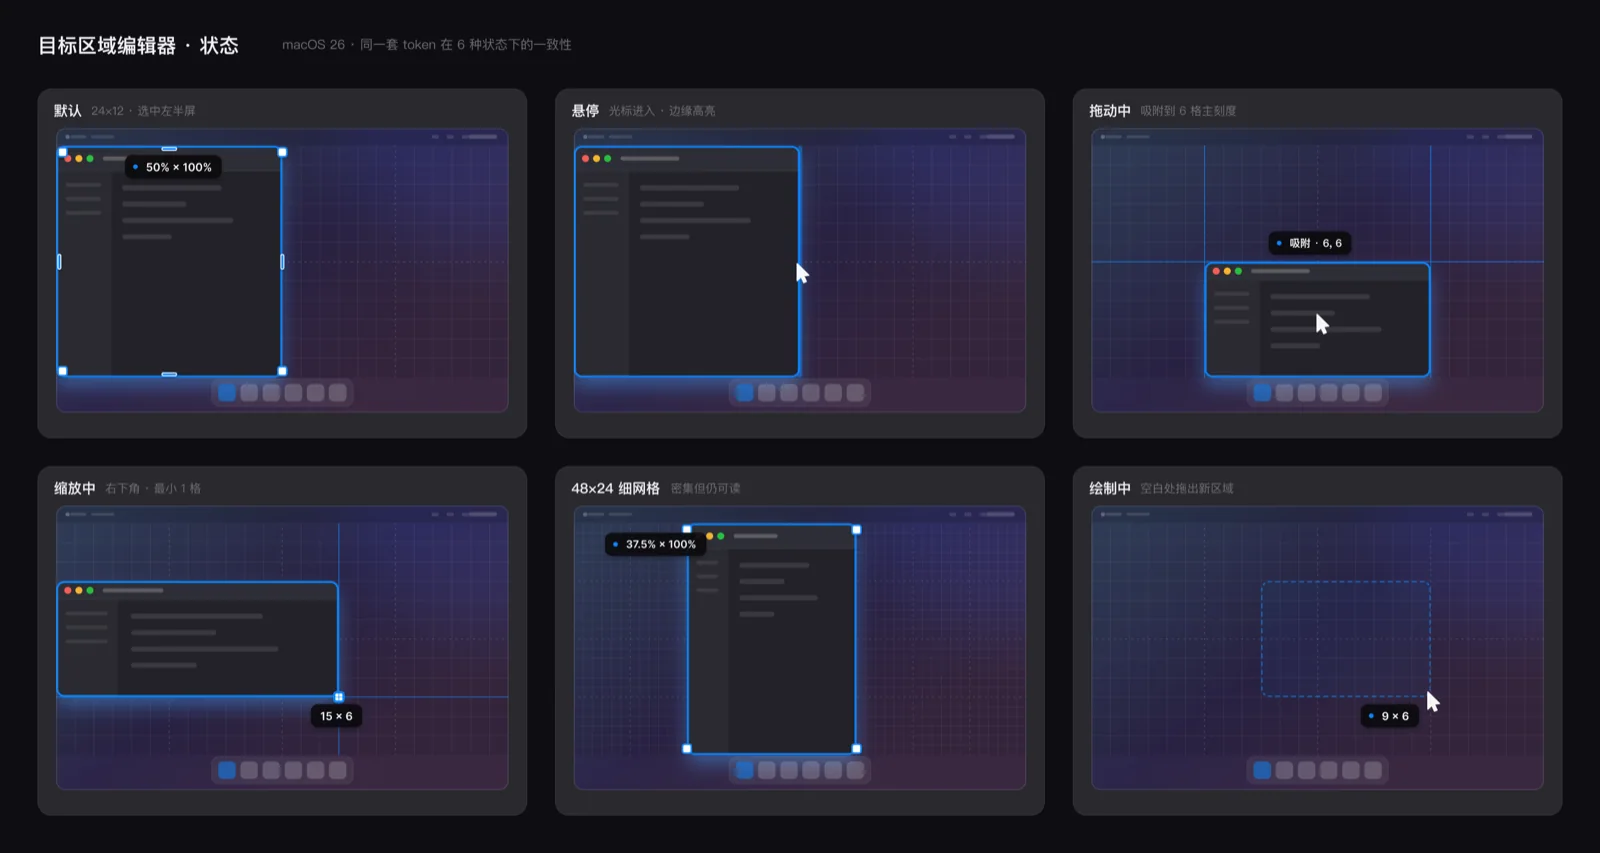 目标区域编辑器 · 状态
macOS 26 · 同一套 token 在 6 种状态下的一致性
默认 24×12 · 选中左半屏
50% × 100%
悬停 光标进入 · 边缘高亮
拖动中 吸附到 6 格主刻度
吸附 · 6, 6
缩放中 右下角 · 最小 1 格
15 × 6
48×24 细网格 密集但仍可读
37.5% × 100%
绘制中 空白处拖出新区域
9 × 6